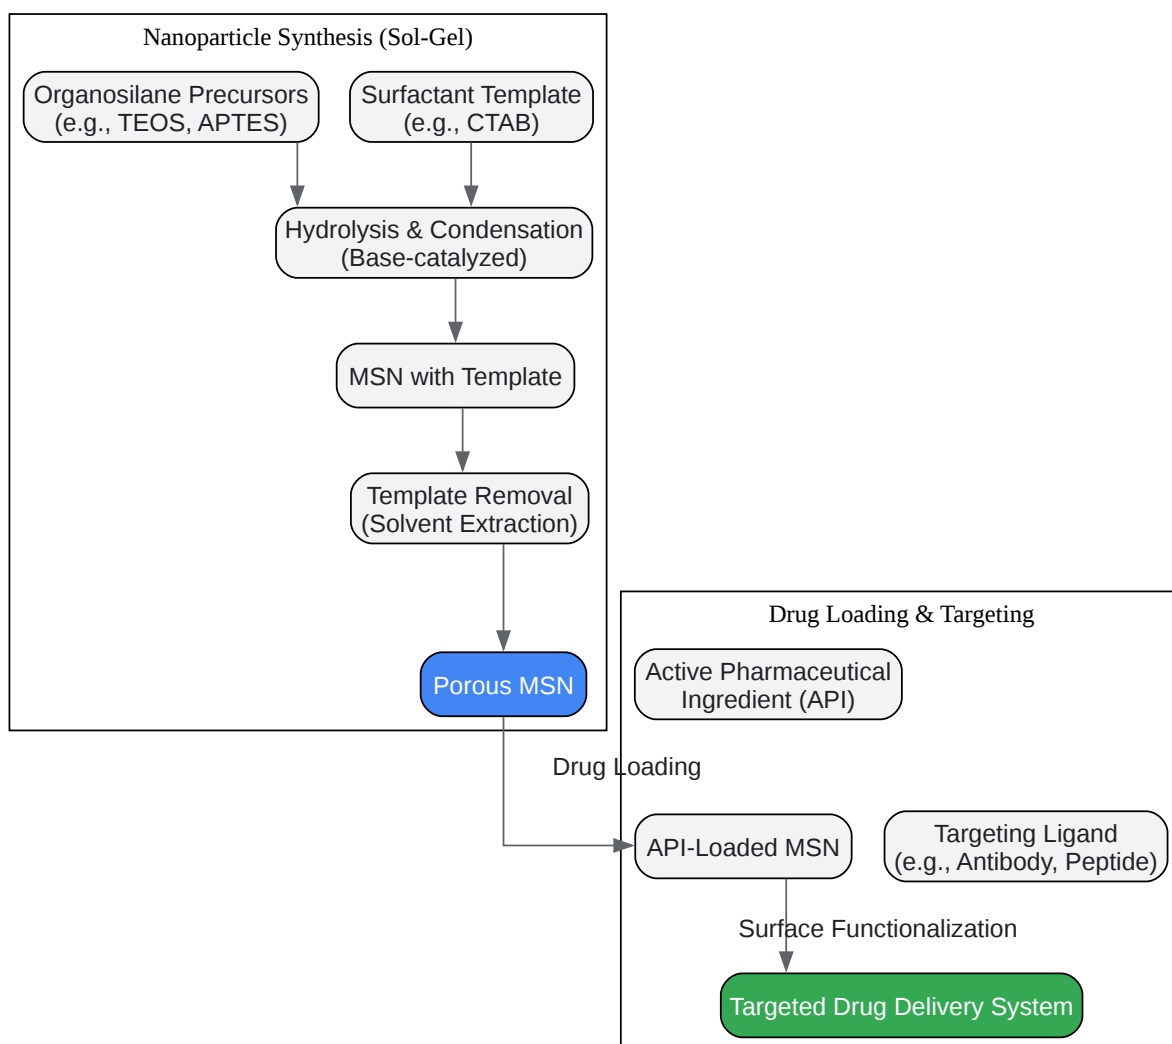 Nanoparticle Synthesis (Sol-Gel)
Organosilane Precursors
(e.g., TEOS, APTES)
Surfactant Template
(e.g., CTAB)
Hydrolysis & Condensation
(Base-catalyzed)
MSN with Template
Template Removal
(Solvent Extraction)
Porous MSN
Drug Loading & Targeting
Active Pharmaceutical
Ingredient (API)
Drug Loading
API-Loaded MSN
Targeting Ligand
(e.g., Antibody, Peptide)
Surface Functionalization
Targeted Drug Delivery System